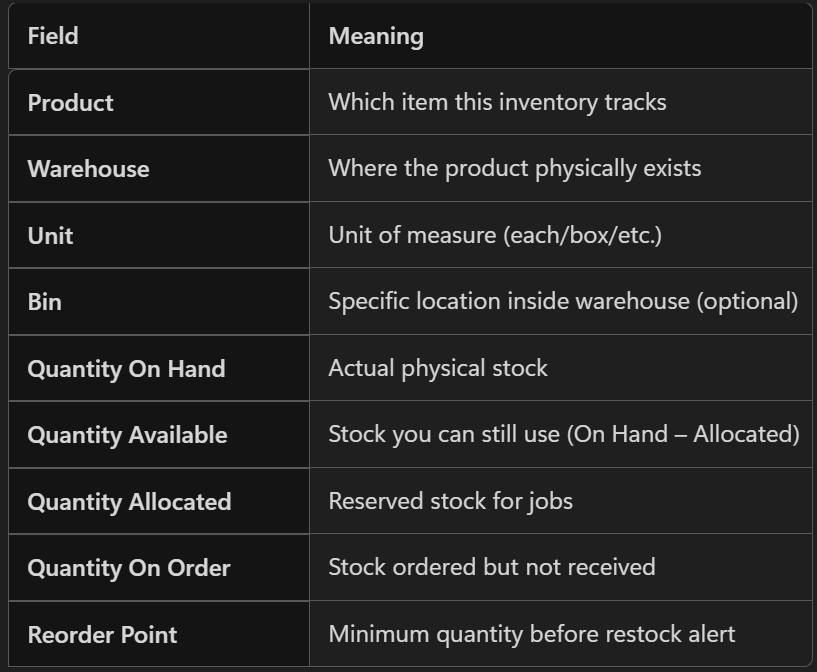 Field Meaning
Product Which item this inventory tracks
Warehouse Where the product physically exists
Unit Unit of measure (each/box/etc.)
Bin Specific location inside warehouse (optional)
Quantity On Hand Actual physical stock
Quantity Available Stock you can still use (On Hand – Allocated)
Quantity Allocated Reserved stock for jobs
Quantity On Order Stock ordered but not received
Reorder Point Minimum quantity before restock alert